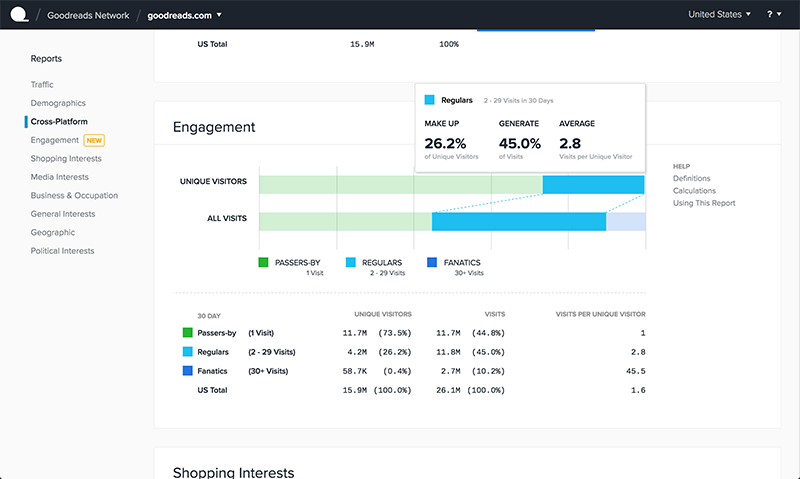 Goodreads Network / goodreads.com
United States
?
US Total 15.9M 100%
Reports
Traffic
Demographics
Cross-Platform
Engagement NEW
Shopping Interests
Media Interests
Business & Occupation
General Interests
Geographic
Political Interests
Engagement
Regulars 2 - 29 Visits in 30 Days
MAKE UP GENERATE AVERAGE
26.2% 45.0% 2.8
of Unique Visitors of Visits Visits per Unique Visitor
UNIQUE VISITORS
ALL VISITS
PASSERS-BY REGULARS FANATICS
1 Visit 2 - 29 Visits 30+ Visits
HELP
Definitions
Calculations
Using This Report
30 DAY UNIQUE VISITORS VISITS VISITS PER UNIQUE VISITOR
Passers-by (1 Visit) 11.7M (73.5%) 11.7M (44.8%) 1
Regulars (2 - 29 Visits) 4.2M (26.2%) 11.8M (45.0%) 2.8
Fanatics (30+ Visits) 58.7K (0.4%) 2.7M (10.2%) 45.5
US Total 15.9M (100.0%) 26.1M (100.0%) 1.6
Shopping Interests